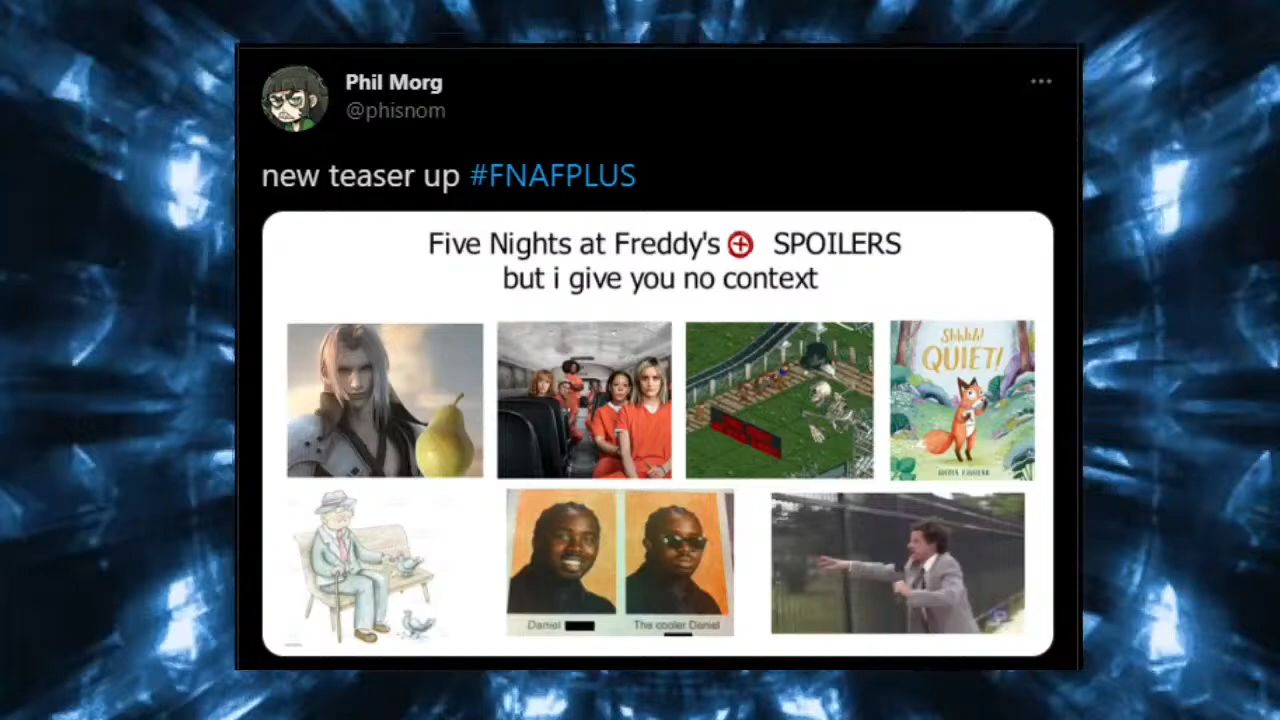 Phil Morg
@phisnom
new teaser up #FNAFPLUS
Five Nights at Freddy's SPOILERS
but i give you no context
Shhhh!
QUIET!
Daniel
The cooler Daniel